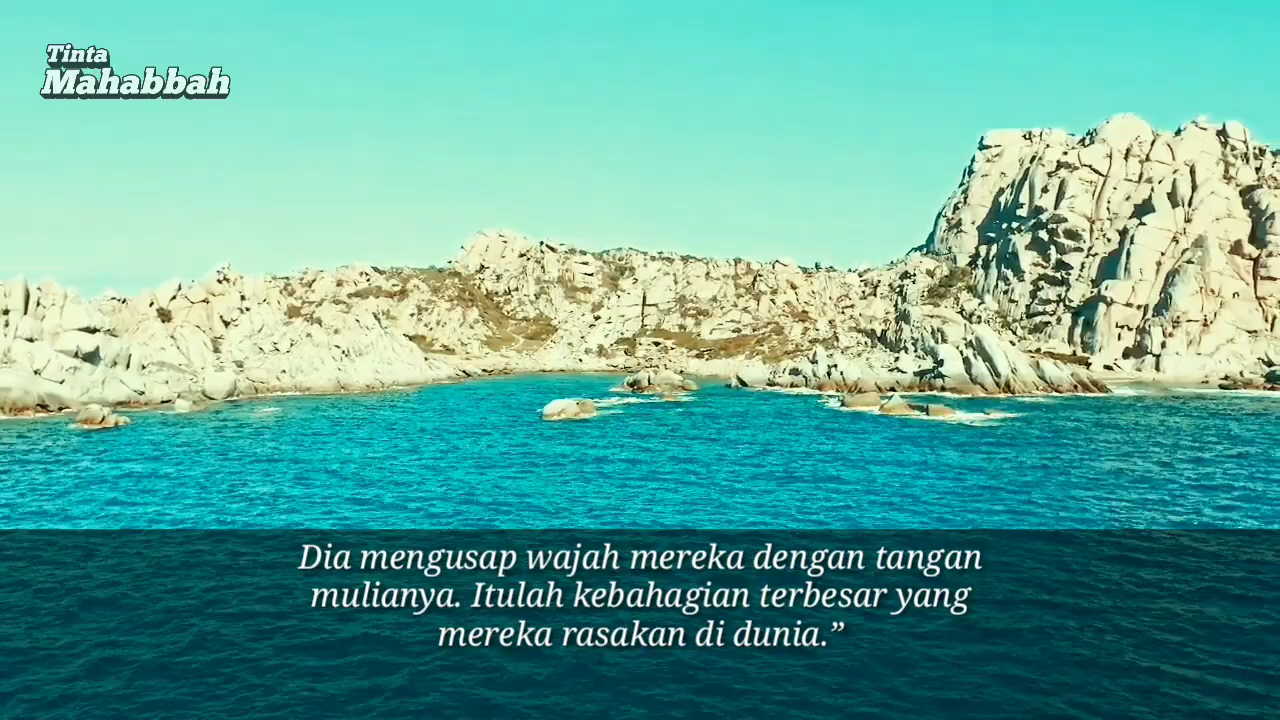 Tinta
Mahabbah
Dia mengusap wajah mereka dengan tangan
mulianya. Itulah kebahagian terbesar yang
mereka rasakan di dunia.”